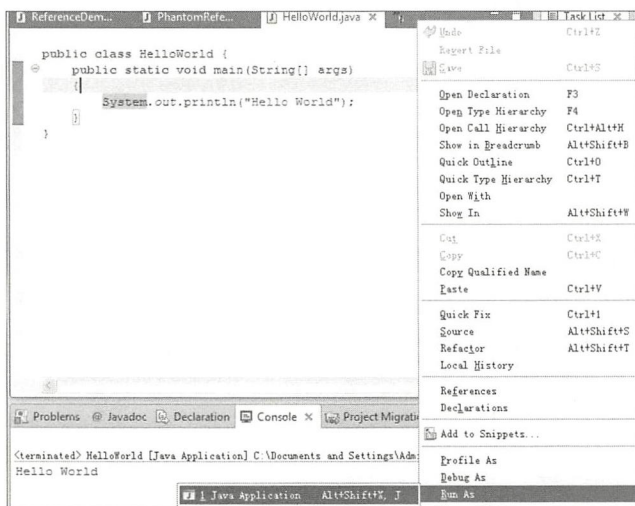 ReferenceDem... PhantomRefe... HelloWorld.java Task List
public class HelloWorld {
public static void main(String[] args)
{
System.out.println("Hello World");
}
}
Undo Ctrl+Z
Revert File
Save Ctrl+S
Open Declaration F3
Open Type Hierarchy F4
Open Call Hierarchy Ctrl+Alt+H
Show in Breadcrumb Alt+Shift+B
Quick Outline Ctrl+O
Quick Type Hierarchy Ctrl+T
Open With
Show In Alt+Shift+W
Cut Ctrl+X
Copy Ctrl+C
Copy Qualified Name
Paste Ctrl+V
Quick Fix Ctrl+1
Source Alt+Shift+S
Refactor Alt+Shift+T
Local History
References
Declarations
Add to Snippets...
Profile As
Debug As
Run As
Problems @ Javadoc Declaration Console Project Migrati
<terminated> HelloWorld [Java Application] C:\Documents and Settings\Adm
Hello World
1 Java Application Alt+Shift+X, J